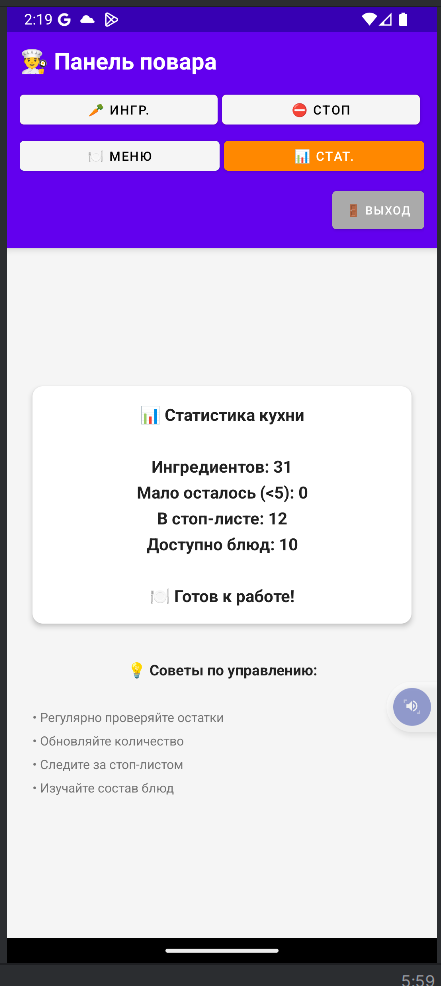 2:19 G
👨‍🍳 Панель повара
🥕 ИНГР.
⛔ СТОП
🍽️ МЕНЮ
📊 СТАТ.
🚪 ВЫХОД
📊 Статистика кухни
Ингредиентов: 31
Мало осталось (<5): 0
В стоп-листе: 12
Доступно блюд: 10
🍽️ Готов к работе!
💡 Советы по управлению:
• Регулярно проверяйте остатки
• Обновляйте количество
• Следите за стоп-листом
• Изучайте состав блюд
5:59